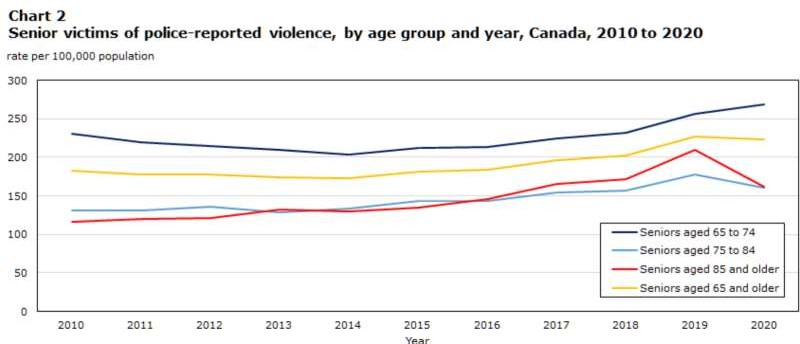 Chart 2
Senior victims of police-reported violence, by age group and year, Canada, 2010 to 2020
rate per 100,000 population
300
250
200
150
100
50
0
Seniors aged 65 to 74
Seniors aged 75 to 84
Seniors aged 85 and older
Seniors aged 65 and older
2010 2011 2012 2013 2014 2015 2016 2017 2018 2019 2020
Year